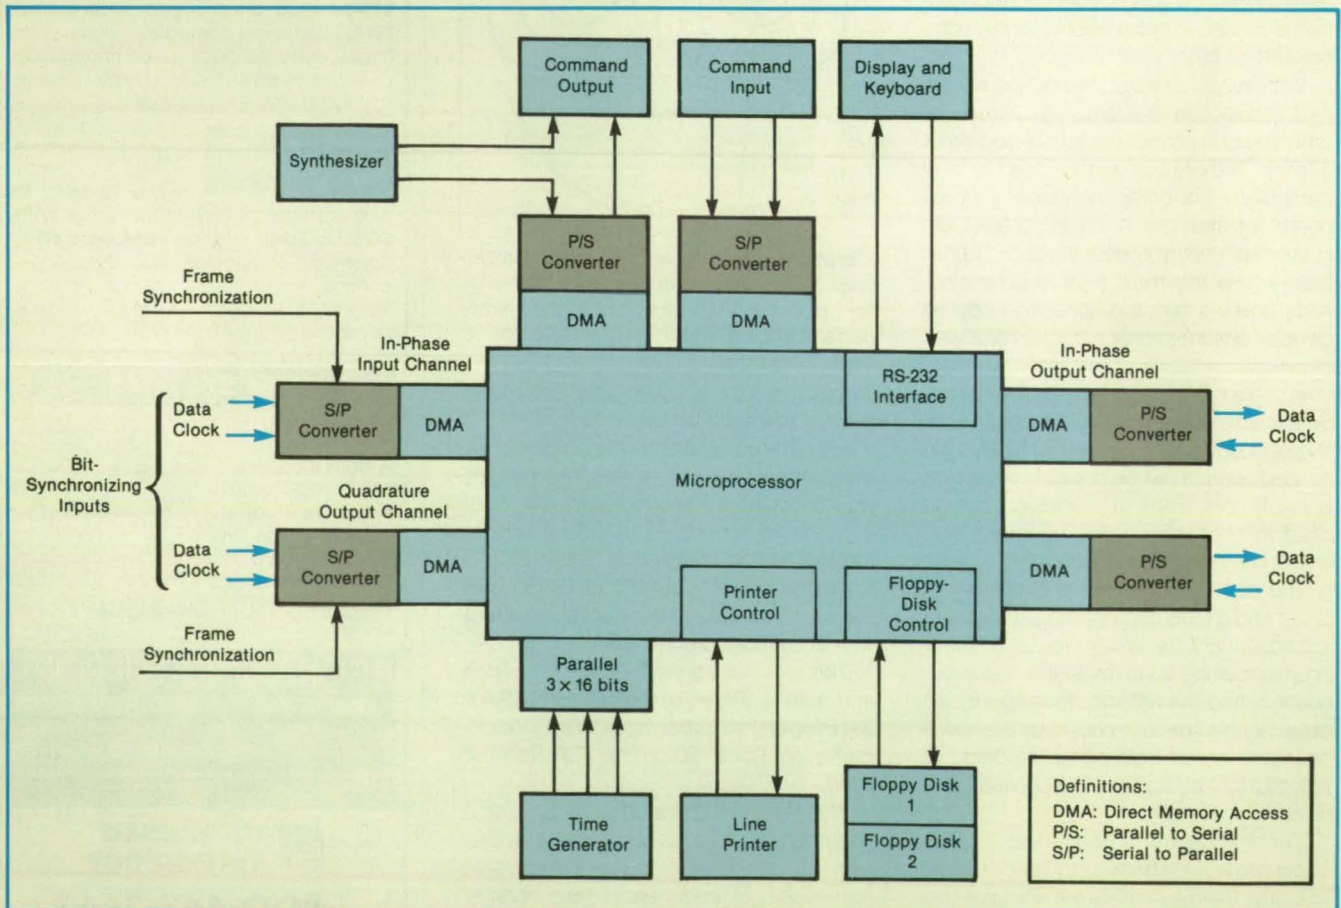 Command
Output
Command
Input
Display and
Keyboard
Synthesizer
P/S
Converter
S/P
Converter
Frame
Synchronization
DMA
DMA
In-Phase
Input Channel
RS-232
Interface
In-Phase
Output Channel
Data
Clock
S/P
Converter
DMA
DMA
P/S
Converter
Data
Clock
Bit-
Synchronizing
Inputs
Microprocessor
Quadrature
Output Channel
Data
Clock
S/P
Converter
DMA
DMA
P/S
Converter
Data
Clock
Printer
Control
Floppy-
Disk
Control
Frame
Synchronization
Parallel
3 × 16 bits
Time
Generator
Line
Printer
Floppy Disk
1
Floppy Disk
2
Definitions:
DMA: Direct Memory Access
P/S: Parallel to Serial
S/P: Serial to Parallel